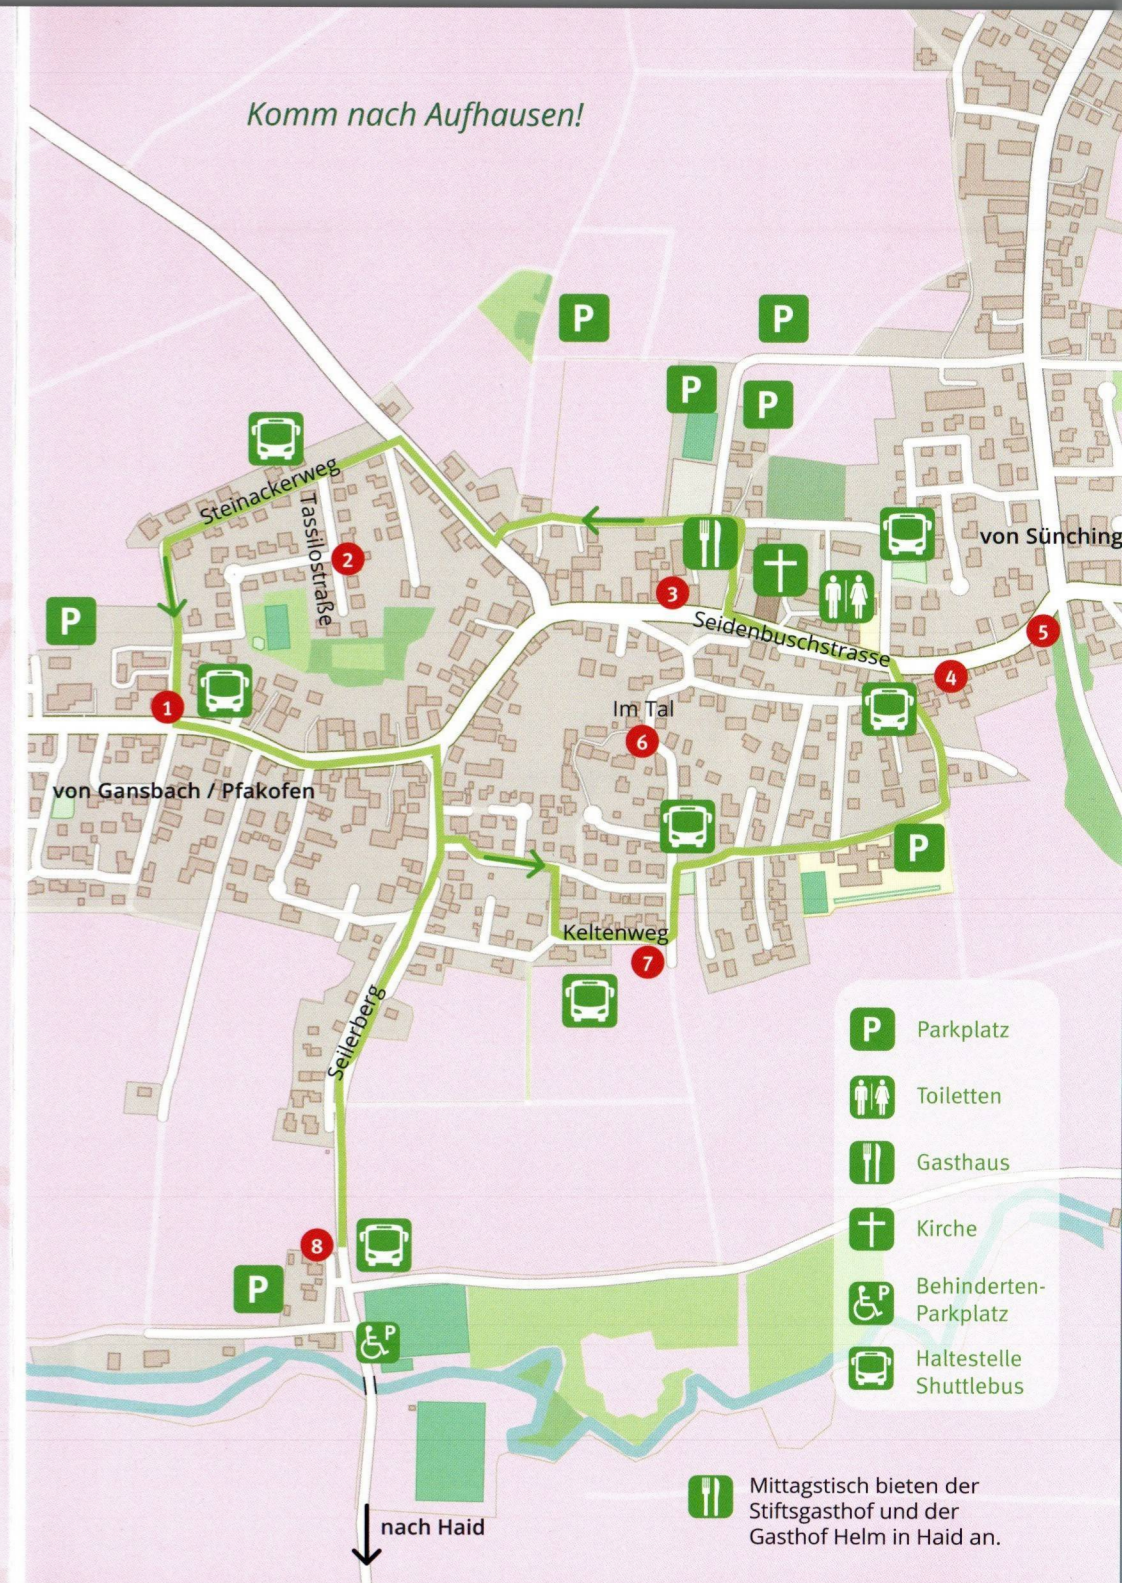 Komm nach Aufhausen!
P
P
P
P
Steinackerweg
Tassilostraße
2
von Sünching
3
P
Seidenbuschstrasse
5
4
1
Im Tal
6
von Gansbach / Pfakofen
P
Keltenweg
7
Seilerberg
P Parkplatz
Toiletten
Gasthaus
Kirche
8
P
P
Behinderten-
Parkplatz
P
Haltestelle
Shuttlebus
Mittagstisch bieten der
Stiftsgasthof und der
Gasthof Helm in Haid an.
nach Haid